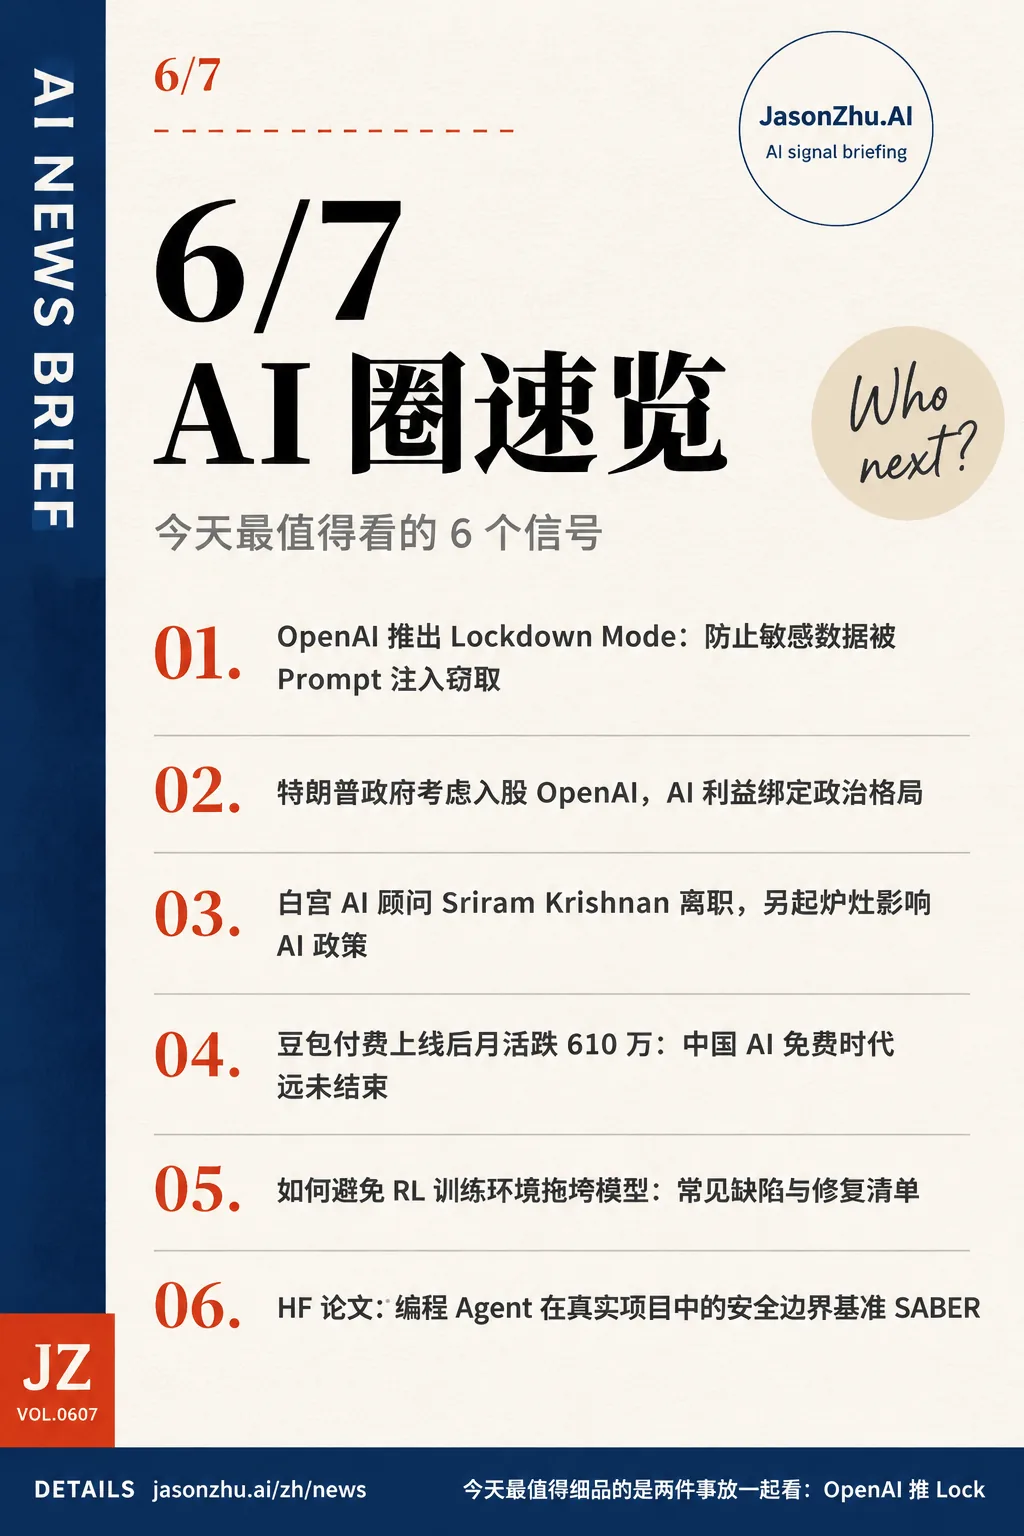 AI NEWS BRIEF
6/7
JasonZhu.AI
AI signal briefing
6/7
AI 圈速览
Who
next?
今天最值得看的 6 个信号
01.
OpenAI 推出 Lockdown Mode：防止敏感数据被
Prompt 注入窃取
02.
特朗普政府考虑入股 OpenAI，AI 利益绑定政治格局
03.
白宫 AI 顾问 Sriram Krishnan 离职，另起炉灶影响
AI 政策
04.
豆包付费上线后月活跌 610 万：中国 AI 免费时代
远未结束
05.
如何避免 RL 训练环境拖垮模型：常见缺陷与修复清单
06.
HF 论文：编程 Agent 在真实项目中的安全边界基准 SABER
JZ
VOL.0607
DETAILS jasonzhu.ai/zh/news
今天最值得细品的是两件事放一起看：OpenAI 推 Lock